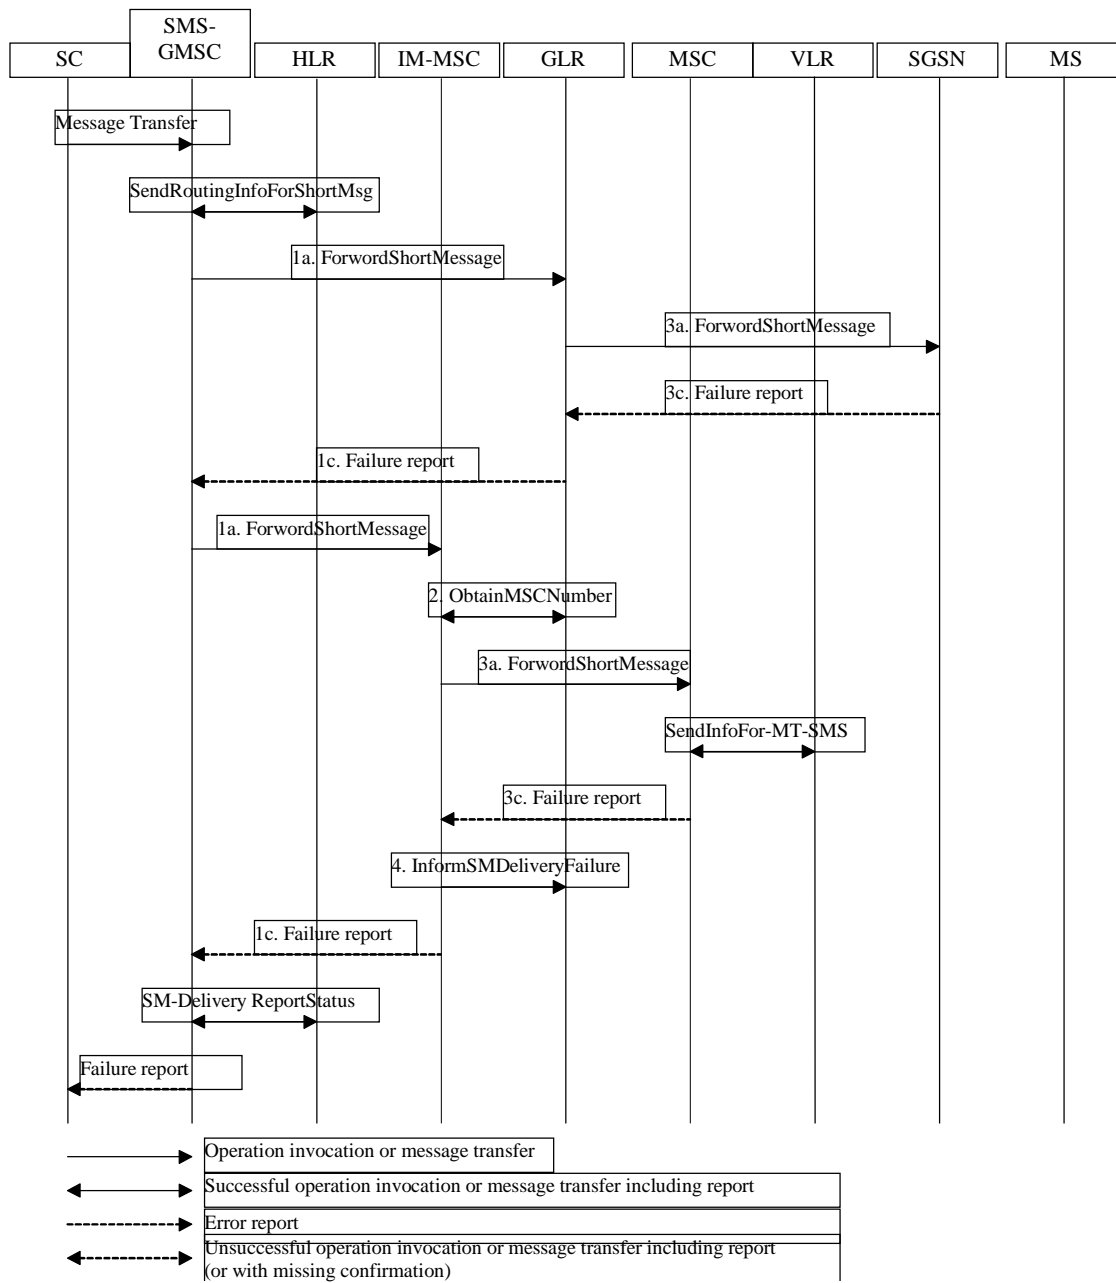 SC
SMS-
GMSC
HLR
IM-MSC
GLR
MSC
VLR
SGSN
MS
Message Transfer
SendRoutingInfoForShortMsg
1a. ForwordShortMessage
3a. ForwordShortMessage
3c. Failure report
1c. Failure report
1a. ForwordShortMessage
2. ObtainMSCNumber
3a. ForwordShortMessage
SendInfoFor-MT-SMS
3c. Failure report
4. InformSMDeliveryFailure
1c. Failure report
SM-Delivery ReportStatus
Failure report
Operation invocation or message transfer
Successful operation invocation or message transfer including report
Error report
Unsuccessful operation invocation or message transfer including report
(or with missing confirmation)